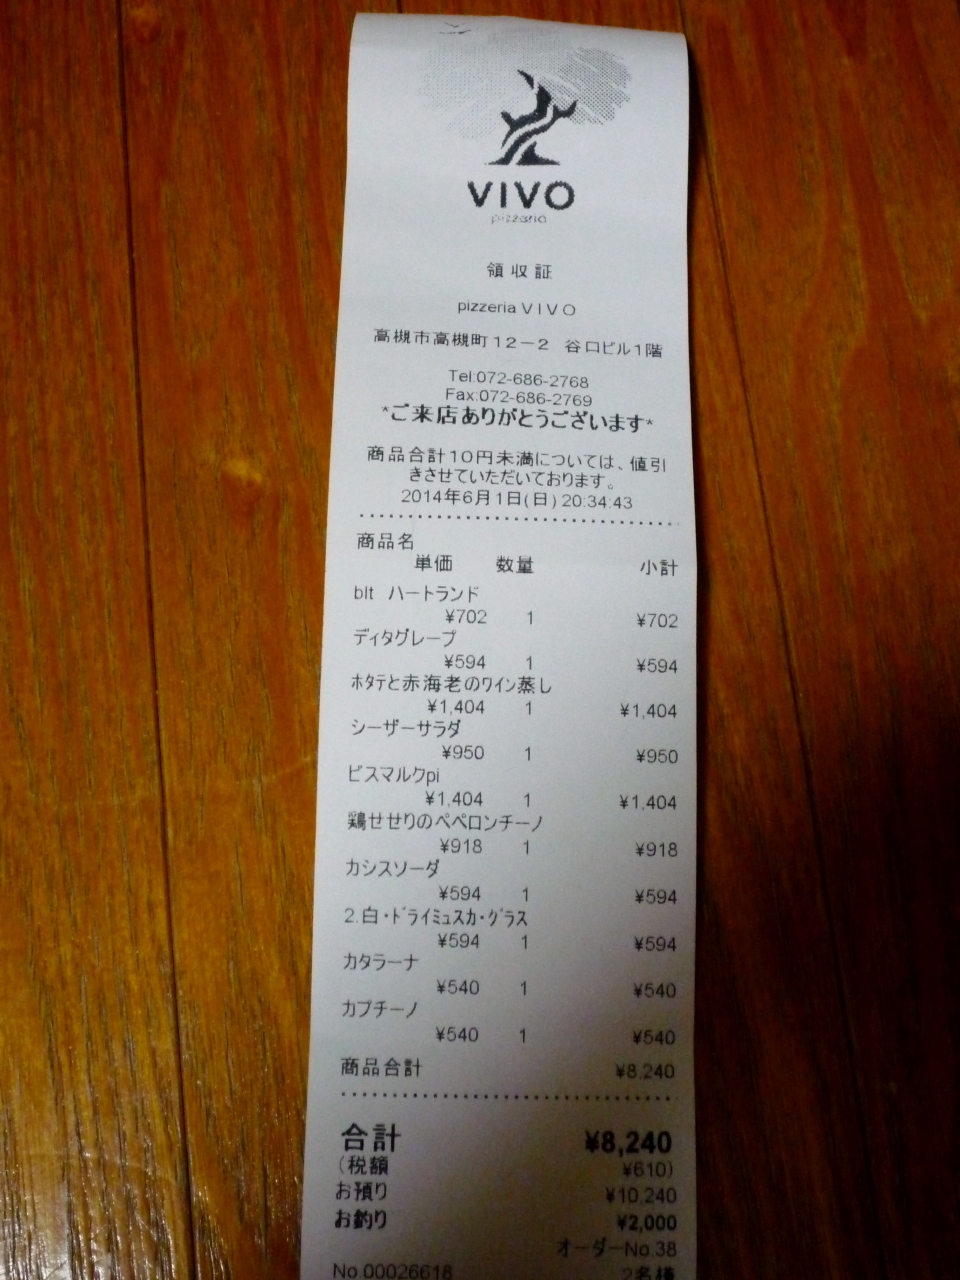 VIVO
pizzeria
領収証
pizzeria VIVO
高槻市高槻町12-2 谷口ビル1階
Tel:072-686-2768
Fax:072-686-2769
*ご来店ありがとうございます*
商品合計10円未満については、値引
きさせていただいております。
2014年6月1日(日) 20:34:43
商品名
単価 数量 小計
blt ハートランド
¥702 1 ¥702
ディタグレープ
¥594 1 ¥594
ホタテと赤海老のワイン蒸し
¥1,404 1 ¥1,404
シーザーサラダ
¥950 1 ¥950
ビスマルクpi
¥1,404 1 ¥1,404
鶏せせりのペペロンチーノ
¥918 1 ¥918
カシスソーダ
¥594 1 ¥594
2.白・ドライミュスカ・グラス
¥594 1 ¥594
カタラーナ
¥540 1 ¥540
カプチーノ
¥540 1 ¥540
商品合計 ¥8,240
合計 ¥8,240
(税額 ¥610)
お預り ¥10,240
お釣り ¥2,000
オーダーNo.38
No.00026618 2名様